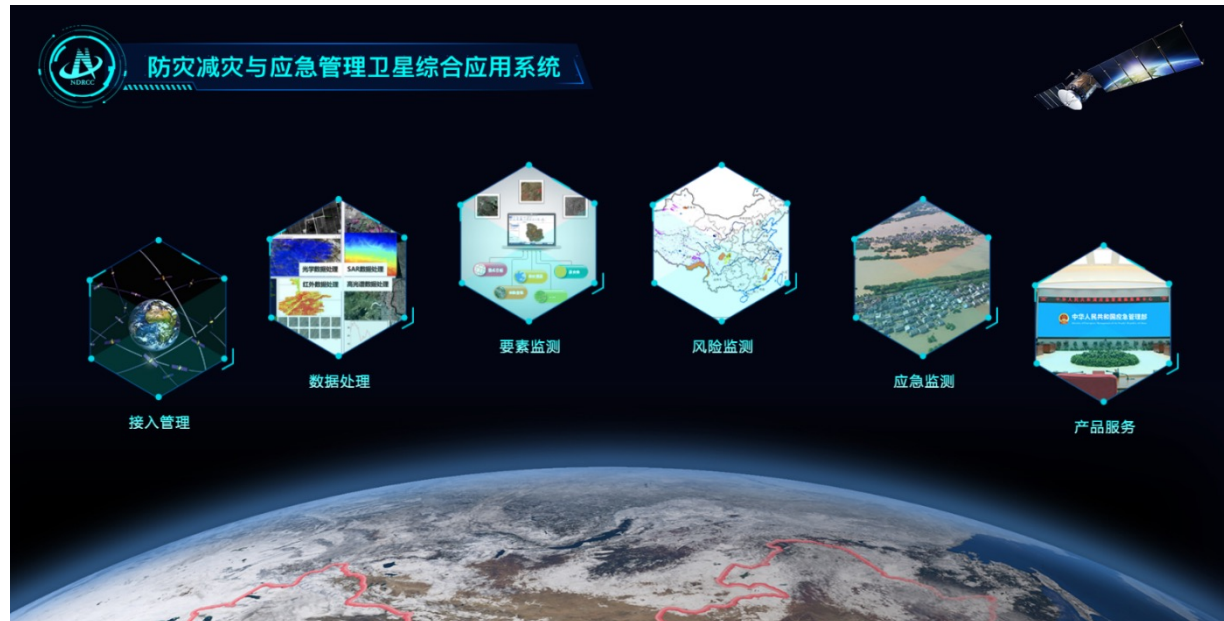 NDRCC
防灾减灾与应急管理卫星综合应用系统
光学数据处理
SAR数据处理
红外数据处理
高光谱数据处理
中华人民共和国应急管理部
接入管理
数据处理
要素监测
风险监测
应急监测
产品服务